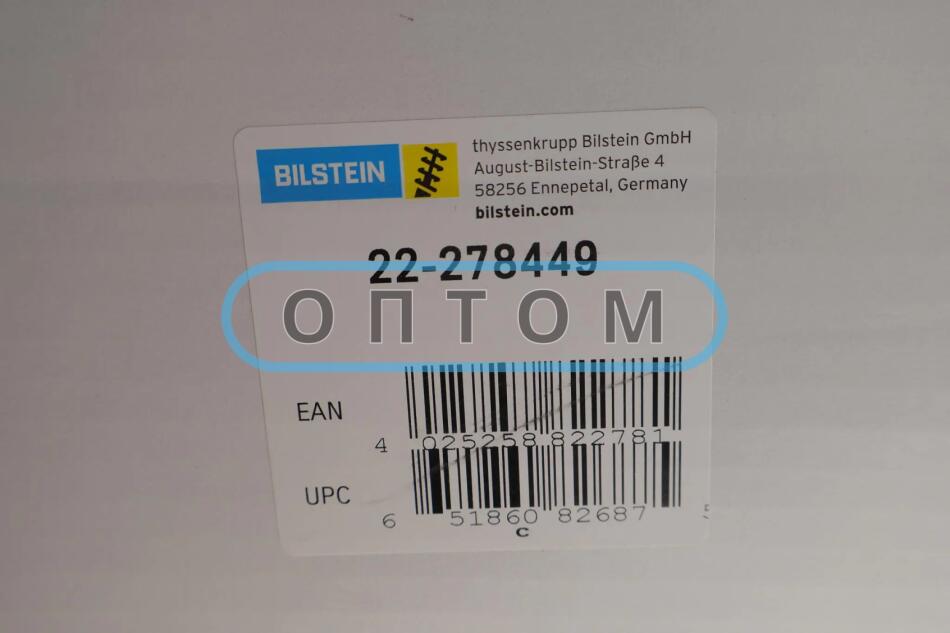 BILSTEIN
thyssenkrupp Bilstein GmbH
August-Bilstein-Straße 4
58256 Ennepetal, Germany
bilstein.com
22-278449
ОПТОМ
EAN
4 025258 822781
UPC
6 51860 82687
C